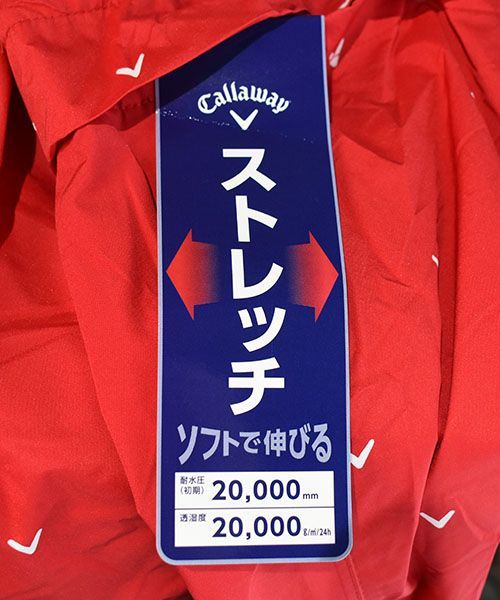 Callaway
ストレッチ
ソフトで伸びる
耐水圧
(初期) 20,000mm
透湿度
20,000g/㎡/24h